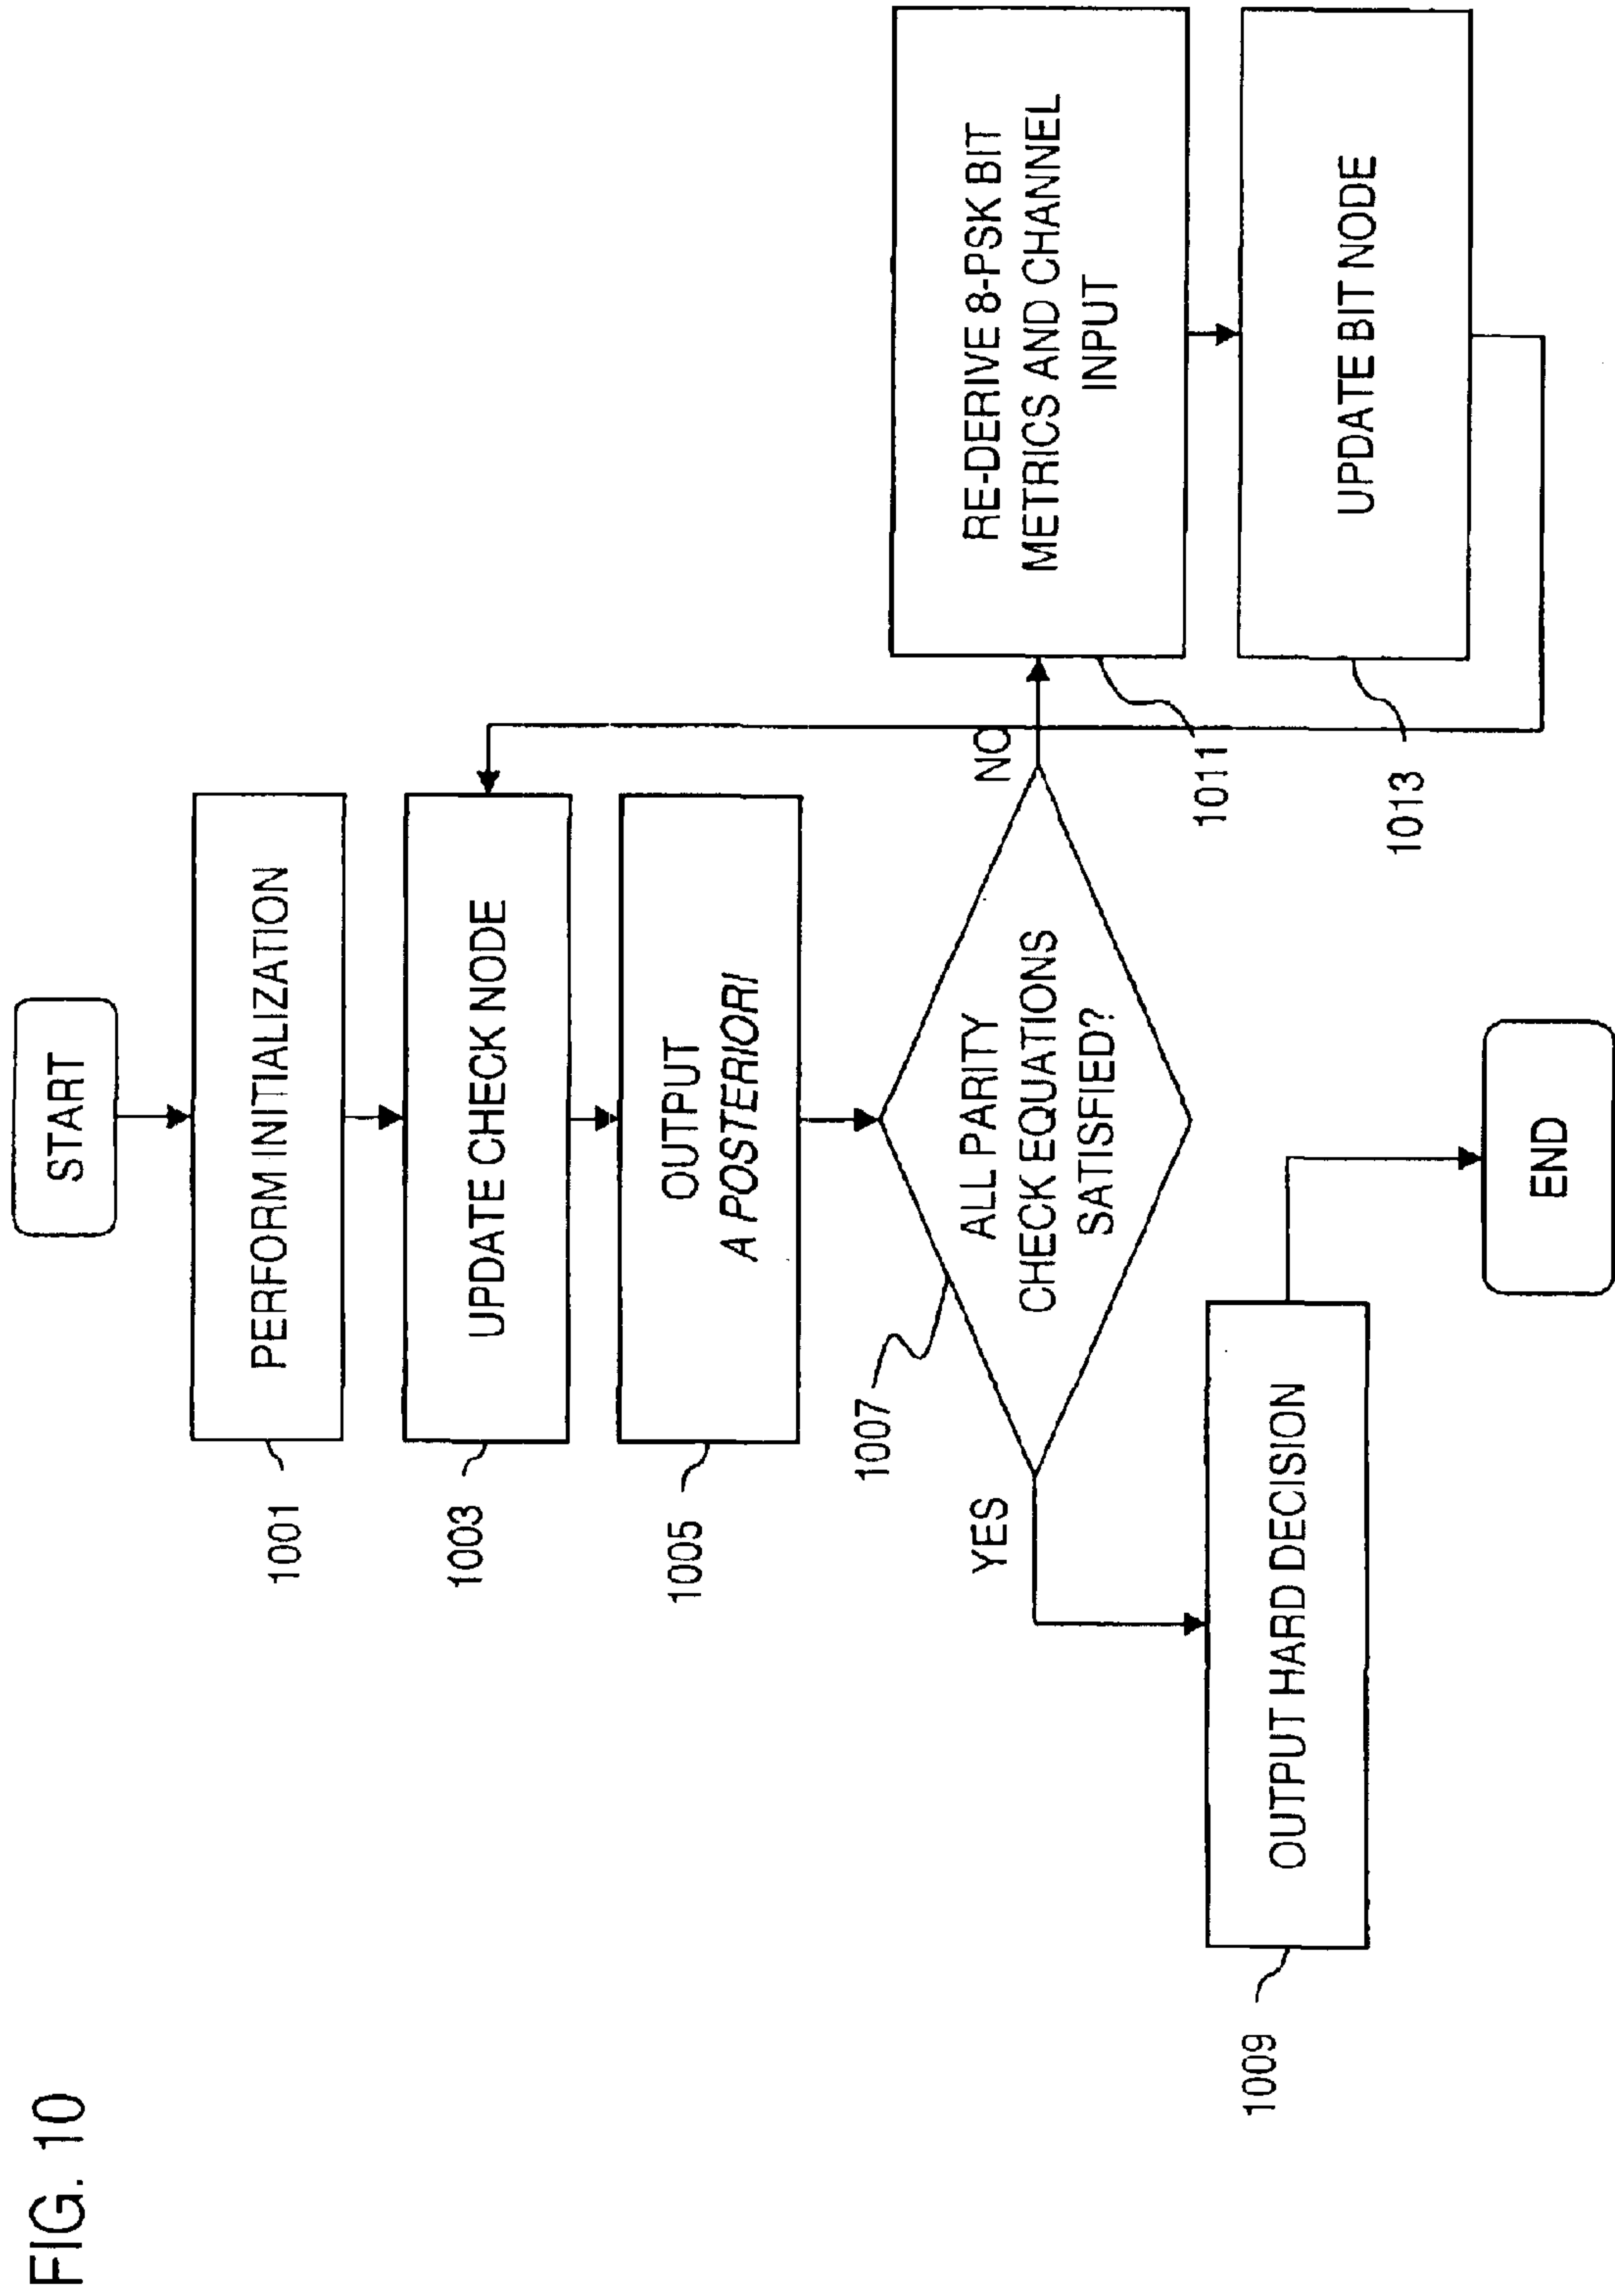 FIG. 10
START
PERFORM INITIALIZATION
1001
UPDATE CHECK NODE
1003
OUTPUT
A POSTERIORI
1005
ALL PARITY
CHECK EQUATIONS
SATISFIED?
1007
YES
NO
OUTPUT HARD DECISION
1009
RE-DERIVE 8-PSK BIT
METRICS AND CHANNEL
INPUT
1011
UPDATE BIT NODE
1013
END